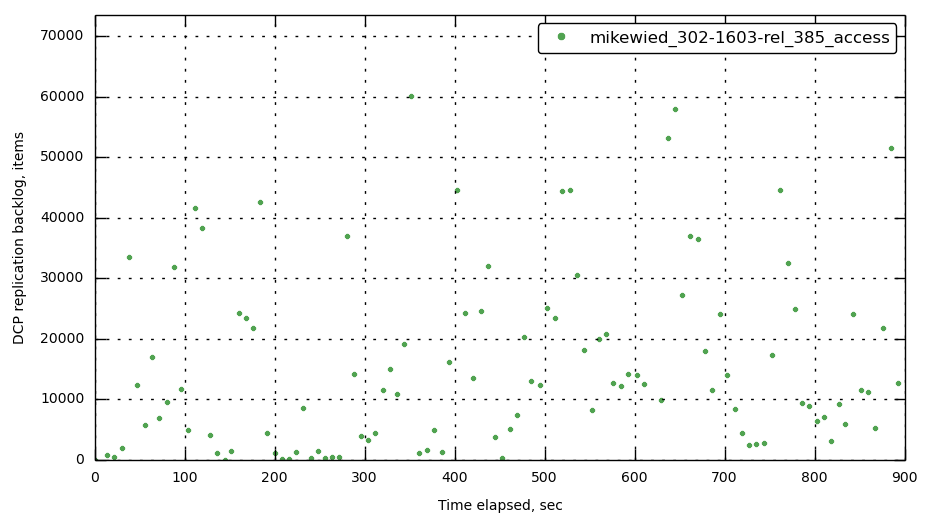 70000
mikewied_302-1603-rel_385_access
60000
50000
40000
30000
20000
10000
0
DCP replication backlog, items
0 100 200 300 400 500 600 700 800 900
Time elapsed, sec